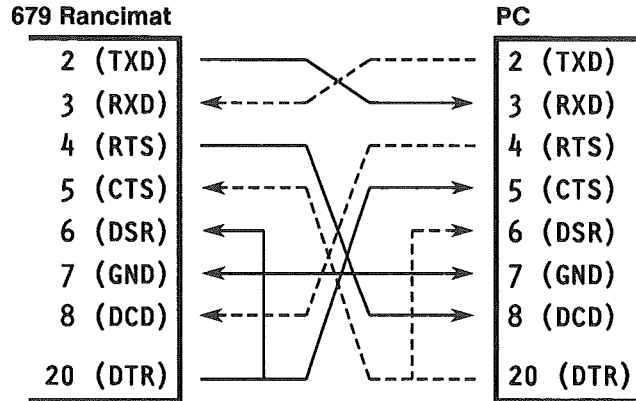 679 Rancimat PC
2 (TXD) 2 (TXD)
3 (RXD) 3 (RXD)
4 (RTS) 4 (RTS)
5 (CTS) 5 (CTS)
6 (DSR) 6 (DSR)
7 (GND) 7 (GND)
8 (DCD) 8 (DCD)
20 (DTR) 20 (DTR)